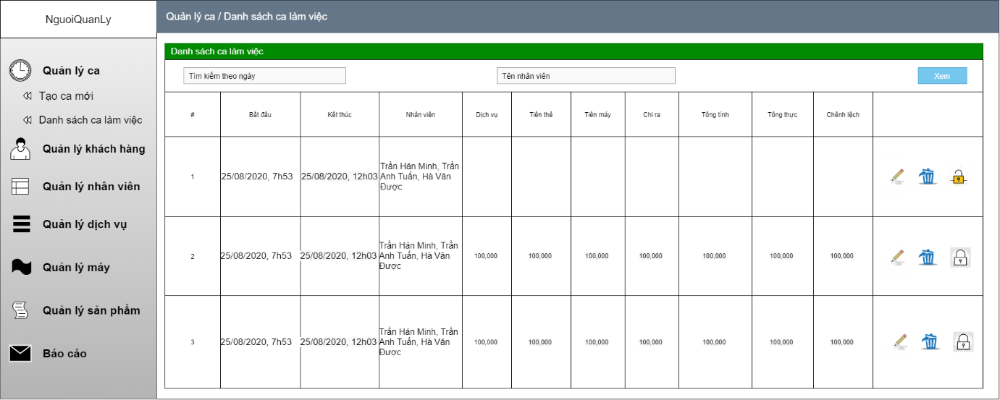 NguoiQuanLy
Quản lý ca / Danh sách ca làm việc
Quản lý ca
Tạo ca mới
Danh sách ca làm việc
Quản lý khách hàng
Quản lý nhân viên
Quản lý dịch vụ
Quản lý máy
Quản lý sản phẩm
Báo cáo
Danh sách ca làm việc
Tìm kiếm theo ngày
Tên nhân viên
Xem
# Bắt đầu Kết thúc Nhân viên Dịch vụ Tiền thẻ Tiền máy Chi ra Tổng tính Tổng thực Chênh lệch
1 25/08/2020, 7h53 25/08/2020, 12h03 Trần Hán Minh, Trần
Anh Tuấn, Hà Văn
Được
2 25/08/2020, 7h53 25/08/2020, 12h03 Trần Hán Minh, Trần
Anh Tuấn, Hà Văn
Được
100,000 100,000 100,000 100,000 100,000 100,000 100,000
3 25/08/2020, 7h53 25/08/2020, 12h03 Trần Hán Minh, Trần
Anh Tuấn, Hà Văn
Được
100,000 100,000 100,000 100,000 100,000 100,000 100,000